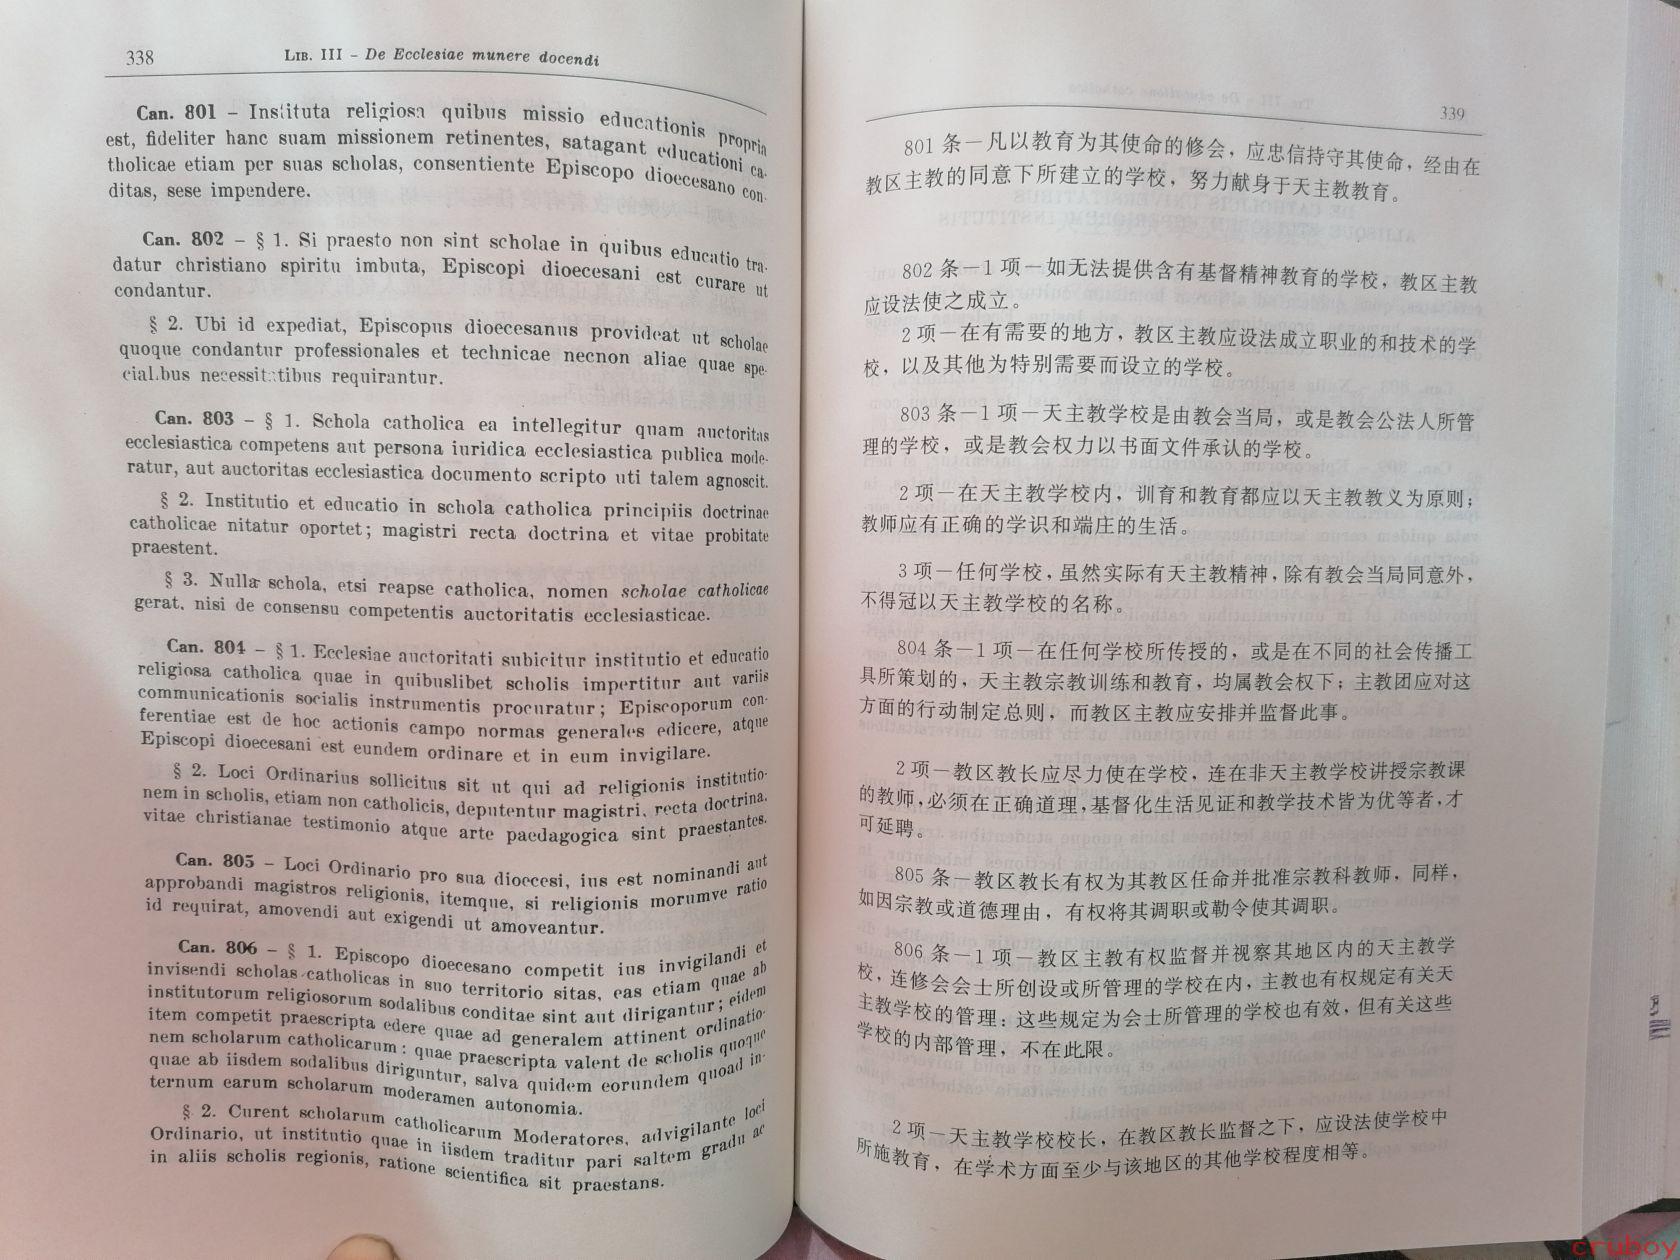 338
LIB. III – De Ecclesiae munere docendi
Can. 801 – Instituta religiosa quibus missio educationis propria
est, fideliter hanc suam missionem retinentes, satagant educationi ca-
tholicae etiam per suas scholas, consentiente Episcopo dioecesano con-
ditas, sese impendere.
Can. 802 – § 1. Si praesto non sint scholae in quibus educatio tra-
datur christiano spiritu imbuta, Episcopi dioecesani est curare ut
condantur.
§ 2. Ubi id expediat, Episcopus dioecesanus provideat ut scholae
quoque condantur professionales et technicae necnon aliae quae spe-
cialibus necessitatibus requirantur.
Can. 803 – § 1. Schola catholica ea intellegitur quam auctoritas
ecclesiastica competens aut persona iuridica ecclesiastica publica mode-
ratur, aut auctoritas ecclesiastica documento scripto uti talem agnoscit.
§ 2. Institutio et educatio in schola catholica principiis doctrinae
catholicae nitatur oportet; magistri recta doctrina et vitae probitate
praestent.
§ 3. Nulla schola, etsi reapse catholica, nomen scholae catholicae
gerat, nisi de consensu competentis auctoritatis ecclesiasticae.
Can. 804 – § 1. Ecclesiae auctoritati subicitur institutio et educatio
religiosa catholica quae in quibuslibet scholis impertitur aut variis
communicationis socialis instrumentis procuratur; Episcoporum con-
ferentiae est de hoc actionis campo normas generales edicere, atque
Episcopi dioecesani est eundem ordinare et in eum invigilare.
§ 2. Loci Ordinarius sollicitus sit ut qui ad religionis institutio-
nem in scholis, etiam non catholicis, deputentur magistri, recta doctrina,
vitae christianae testimonio atque arte paedagogica sint praestantes.
Can. 805 – Loci Ordinario pro sua dioecesi, ius est nominandi aut
approbandi magistros religionis, itemque, si religionis morumve ratio
id requirat, amovendi aut exigendi ut amoveantur.
Can. 806 – § 1. Episcopo dioecesano competit ius invigilandi et
invisendi scholas catholicas in suo territorio sitas, eas etiam quae ab
institutorum religiosorum sodalibus conditae sint aut dirigantur; eidem
item competit praescripta edere quae ad generalem attinent ordinatio-
nem scholarum catholicarum: quae praescripta valent de scholis quoque
quae ab iisdem sodalibus diriguntur, salva quidem eorundem quoad in-
ternum earum scholarum moderamen autonomia.
§ 2. Curent scholarum catholicarum Moderatores, advigilante loci
Ordinario, ut institutio quae in iisdem traditur pari saltem gradu ac
in aliis scholis regionis, ratione scientifica sit praestans.
339
801 条－凡以教育为其使命的修会，应忠信持守其使命，经由在
教区主教的同意下所建立的学校，努力献身于天主教教育。
802 条－1 项－如无法提供含有基督精神教育的学校，教区主教
应设法使之成立。
2 项－在有需要的地方，教区主教应设法成立职业的和技术的学
校，以及其他为特别需要而设立的学校。
803 条－1 项－天主教学校是由教会当局，或是教会公法人所管
理的学校，或是教会权力以书面文件承认的学校。
2 项－在天主教学校内，训育和教育都应以天主教教义为原则；
教师应有正确的学识和端庄的生活。
3 项－任何学校，虽然实际有天主教精神，除有教会当局同意外，
不得冠以天主教学校的名称。
804 条－1 项－在任何学校所传授的，或是在不同的社会传播工
具所策划的，天主教宗教训练和教育，均属教会权下；主教团应对这
方面的行动制定总则，而教区主教应安排并监督此事。
2 项－教区教长应尽力使在学校，连在非天主教学校讲授宗教课
的教师，必须在正确道理，基督化生活见证和教学技术皆为优等者，才
可延聘。
805 条－教区教长有权为其教区任命并批准宗教科教师，同样，
如因宗教或道德理由，有权将其调职或勒令使其调职。
806 条－1 项－教区主教有权监督并视察其地区内的天主教学
校，连修会会士所创设或所管理的学校在内，主教也有权规定有关天
主教学校的管理：这些规定为会士所管理的学校也有效，但有关这些
学校的内部管理，不在此限。
2 项－天主教学校校长，在教区教长监督之下，应设法使学校中
所施教育，在学术方面至少与该地区的其他学校程度相等。
cruboy